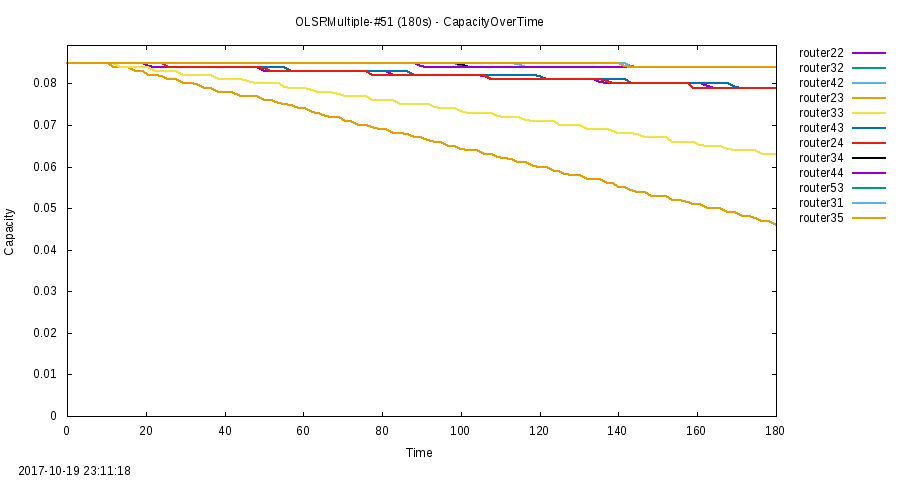 OLSRMultiple-#51 (180s) - CapacityOverTime
router22
router32
router42
router23
router33
router43
router24
router34
router44
router53
router31
router35
0.08
0.07
0.06
0.05
0.04
0.03
0.02
0.01
0
Capacity
0 20 40 60 80 100 120 140 160 180
Time
2017-10-19 23:11:18